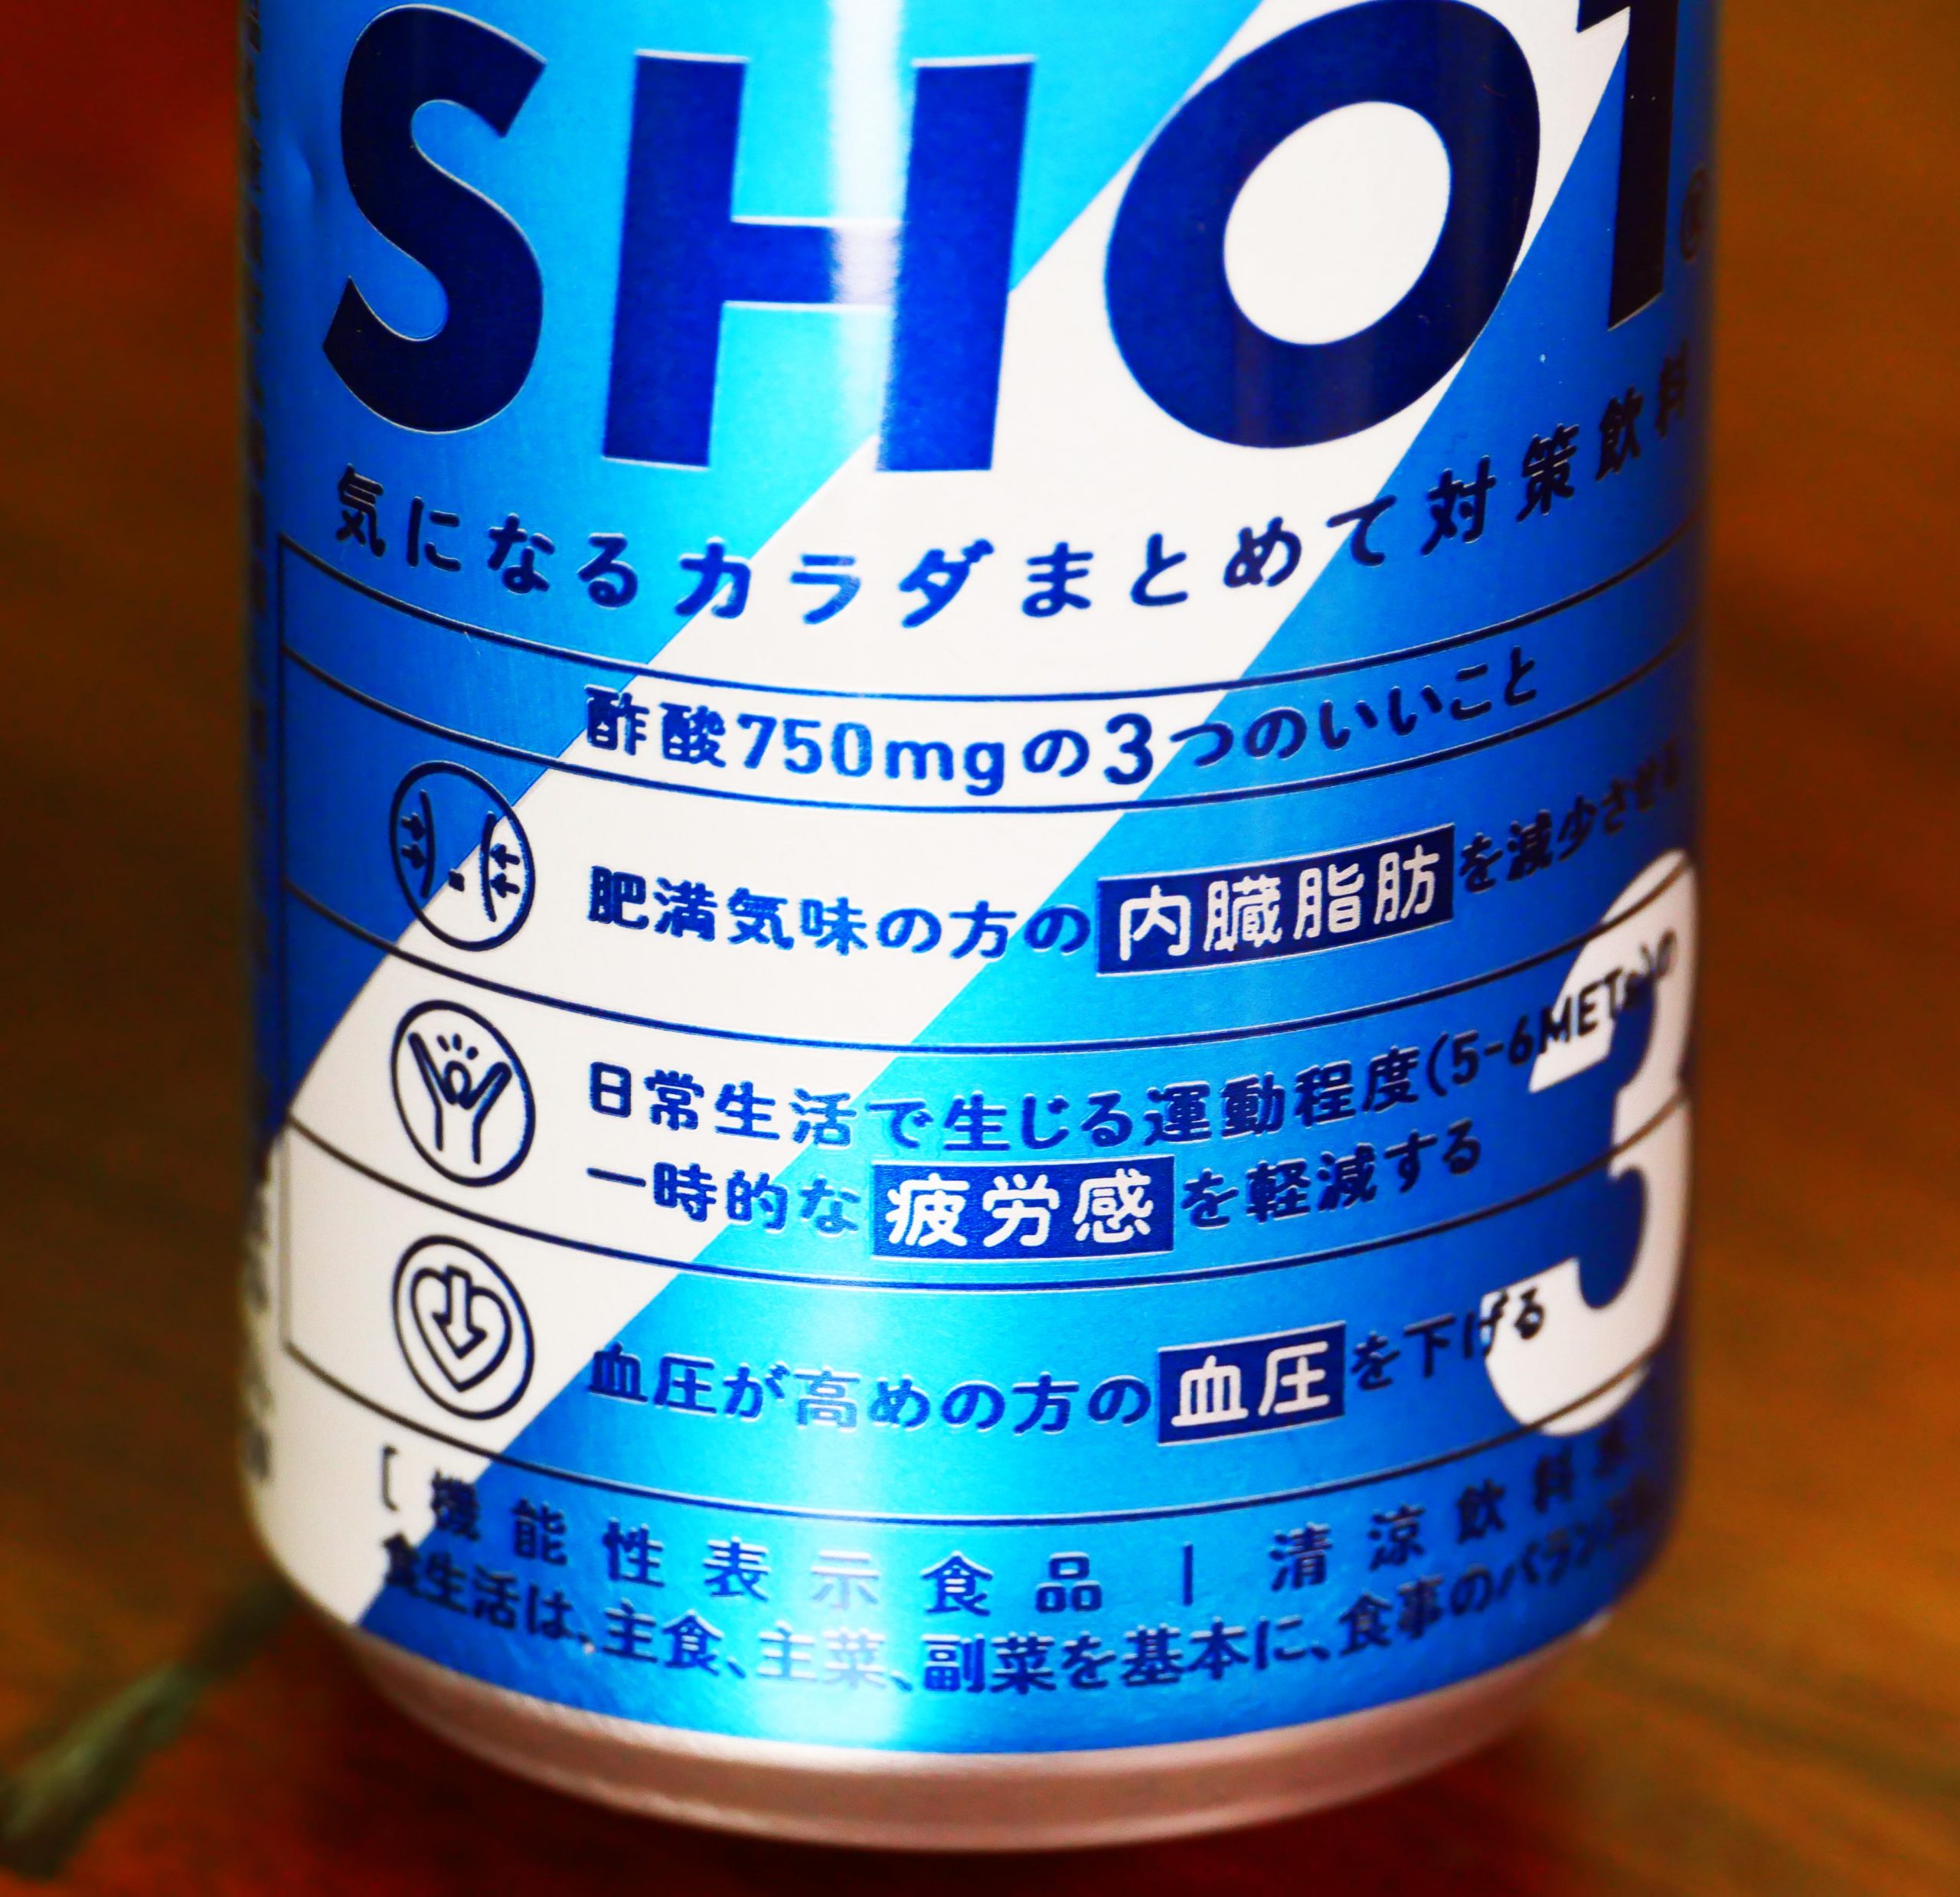 SHOT
®
気になるカラダまとめて対策飲料
酢酸750mgの3つのいいこと
肥満気味の方の内臓脂肪を減少させる
日常生活で生じる運動程度(5-6METs)の
一時的な疲労感を軽減する
血圧が高めの方の血圧を下げる
3
[機能性表示食品|清涼飲料水
食生活は、主食、主菜、副菜を基本に、食事のバランスを